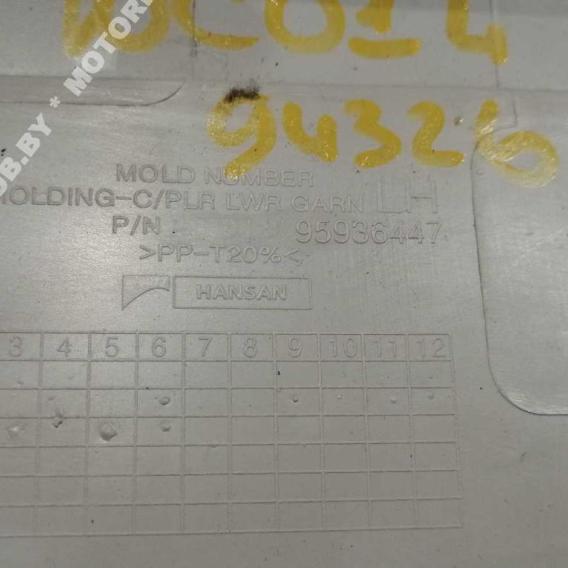 94326
MOLD NUMBER
HOLDING-C/PLR LWR GARN LH
P/N 95936447
>PP-T20%<
HANSAN
3 4 5 6 7 8 9 10 11 12